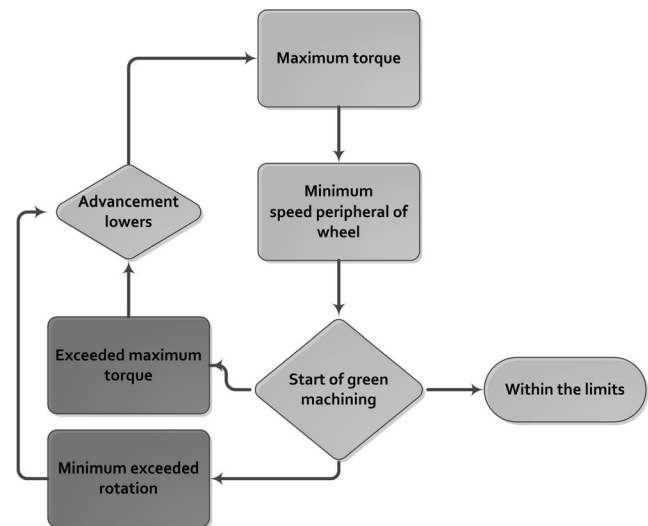 Maximum torque
Minimum
speed peripheral of
wheel
Advancement
lowers
Exceeded maximum
torque
Start of green
machining
Within the limits
Minimum exceeded
rotation